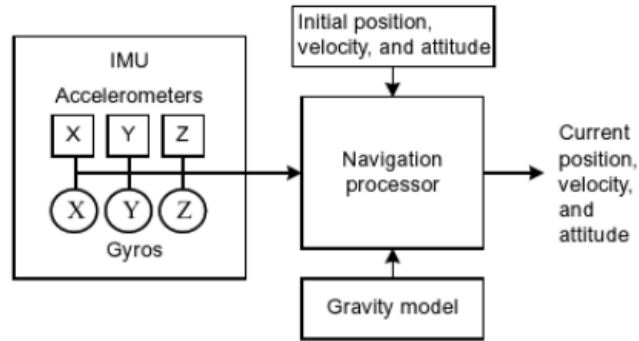 Initial position,
velocity, and attitude
IMU
Accelerometers
X Y Z
X Y Z
Gyros
Navigation
processor
Current
position,
velocity,
and
attitude
Gravity model